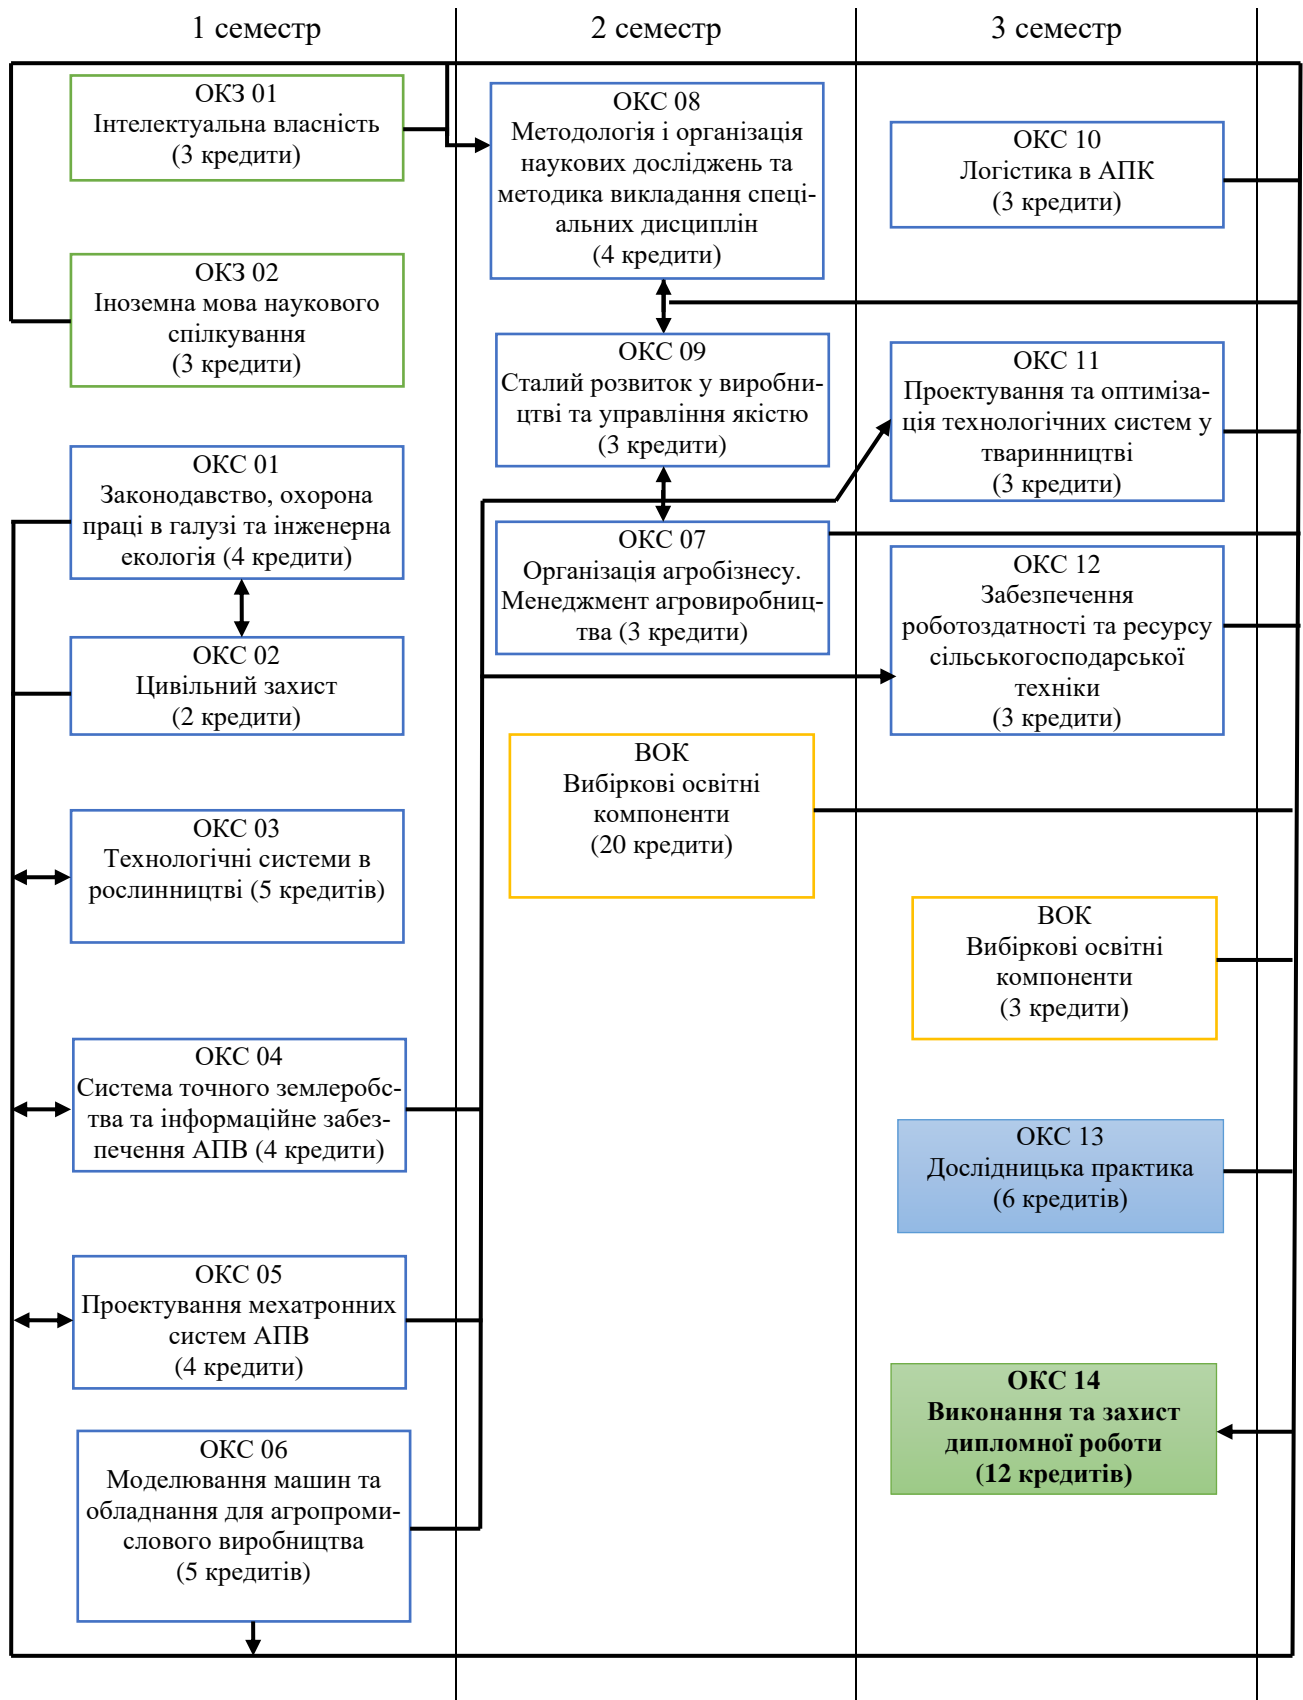 1 семестр
2 семестр
3 семестр
ОКЗ 01
Інтелектуальна власність
(3 кредити)
ОКЗ 02
Іноземна мова наукового
спілкування
(3 кредити)
ОКС 01
Законодавство, охорона
праці в галузі та інженерна
екологія (4 кредити)
ОКС 02
Цивільний захист
(2 кредити)
ОКС 03
Технологічні системи в
рослинництві (5 кредитів)
ОКС 04
Система точного землеробс-
тва та інформаційне забез-
печення АПВ (4 кредити)
ОКС 05
Проектування мехатронних
систем АПВ
(4 кредити)
ОКС 06
Моделювання машин та
обладнання для агропроми-
слового виробництва
(5 кредитів)
ОКС 08
Методологія і організація
наукових досліджень та
методика викладання спеці-
альних дисциплін
(4 кредити)
ОКС 09
Сталий розвиток у виробни-
цтві та управління якістю
(3 кредити)
ОКС 07
Організація агробізнесу.
Менеджмент агровиробниц-
тва (3 кредити)
ВОК
Вибіркові освітні
компоненти
(20 кредити)
ОКС 10
Логістика в АПК
(3 кредити)
ОКС 11
Проектування та оптиміза-
ція технологічних систем у
тваринництві
(3 кредити)
ОКС 12
Забезпечення
роботоздатності та ресурсу
сільськогосподарської
техніки
(3 кредити)
ВОК
Вибіркові освітні
компоненти
(3 кредити)
ОКС 13
Дослідницька практика
(6 кредитів)
ОКС 14
Виконання та захист
дипломної роботи
(12 кредитів)